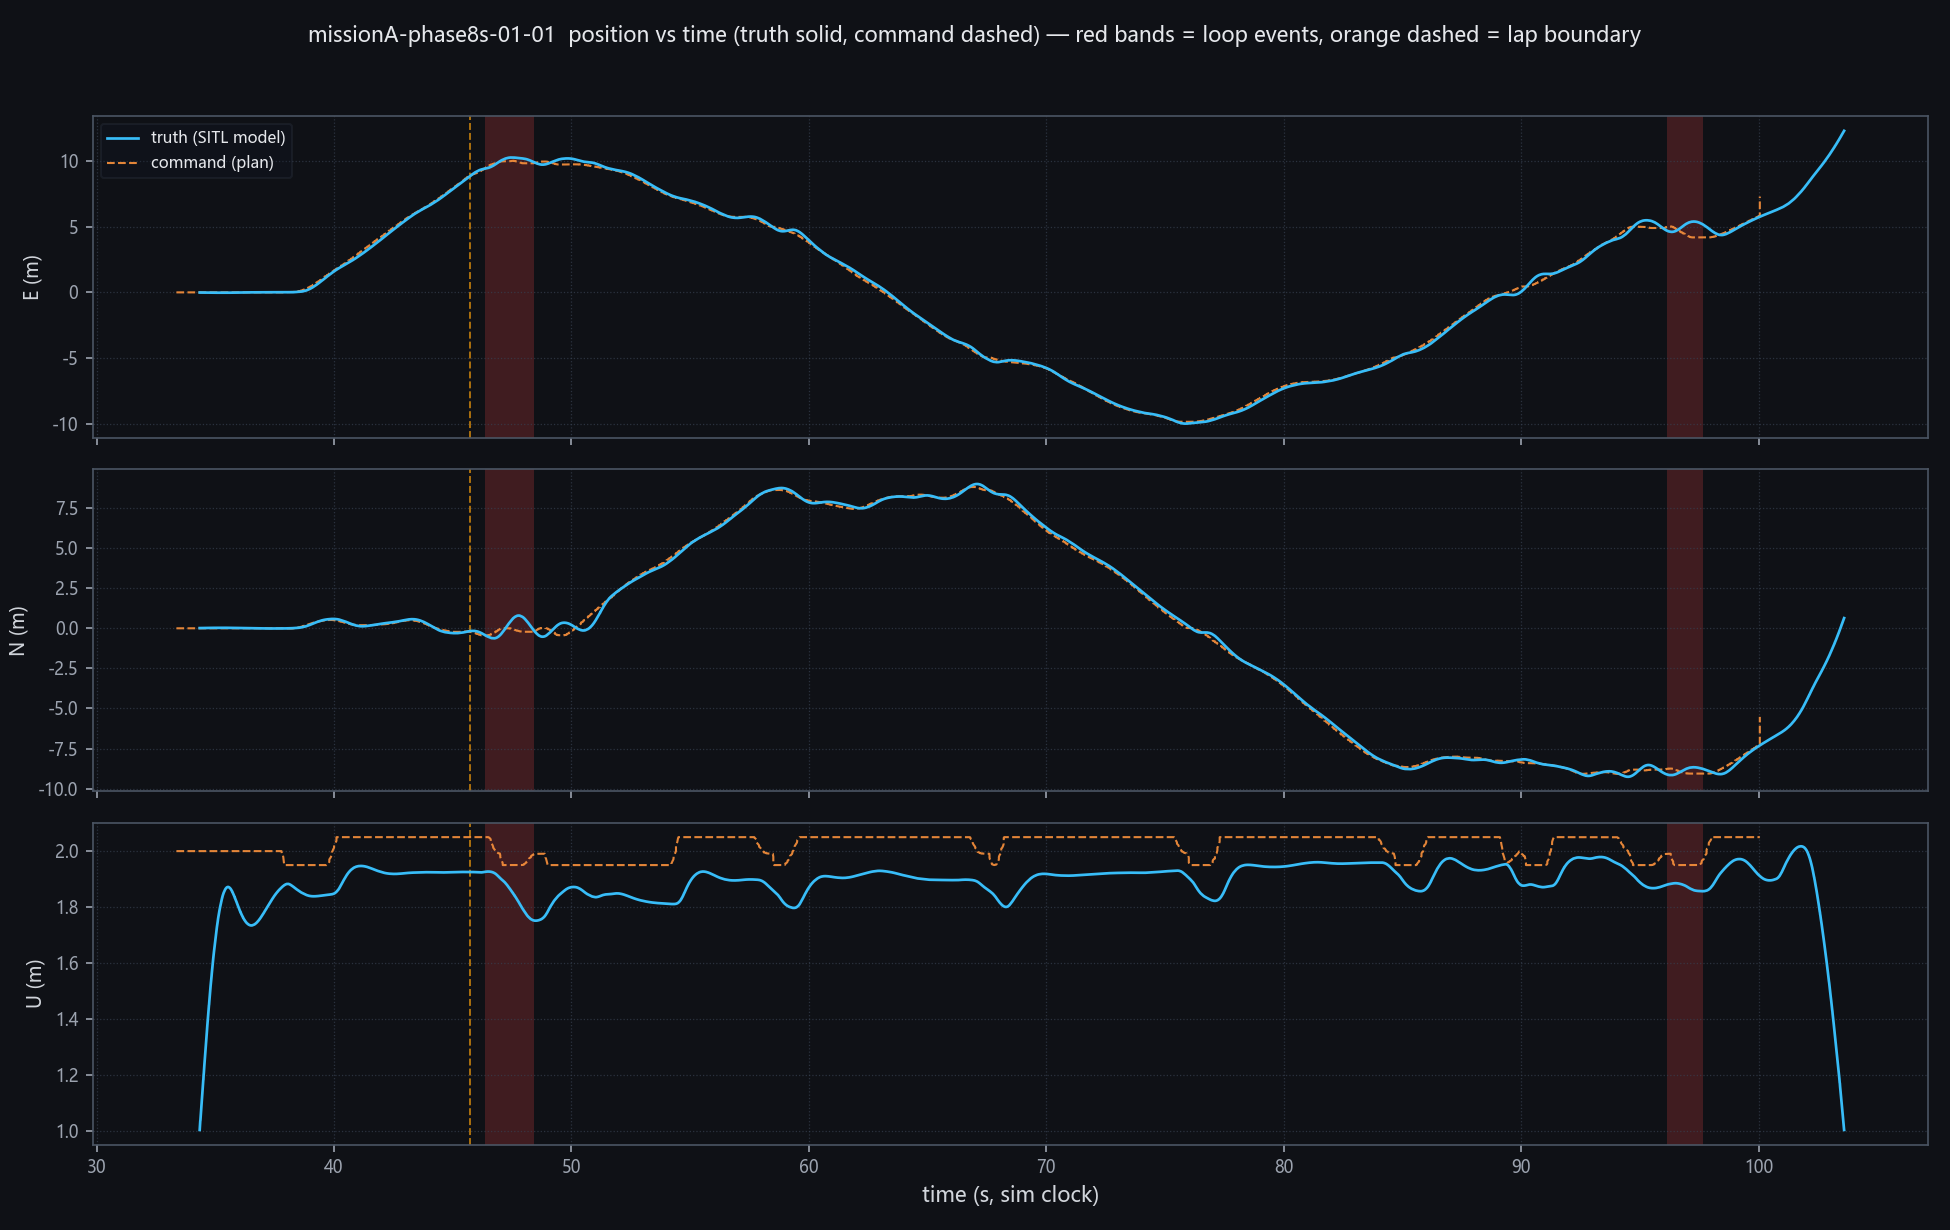 missionA-phase8s-01-01  position vs time (truth solid, command dashed) — red bands = loop events, orange dashed = lap boundary
truth (SITL model)
command (plan)
E (m)
10
5
0
-5
-10
N (m)
7.5
5.0
2.5
0.0
-2.5
-5.0
-7.5
-10.0
U (m)
2.0
1.8
1.6
1.4
1.2
1.0
30 40 50 60 70 80 90 100
time (s, sim clock)